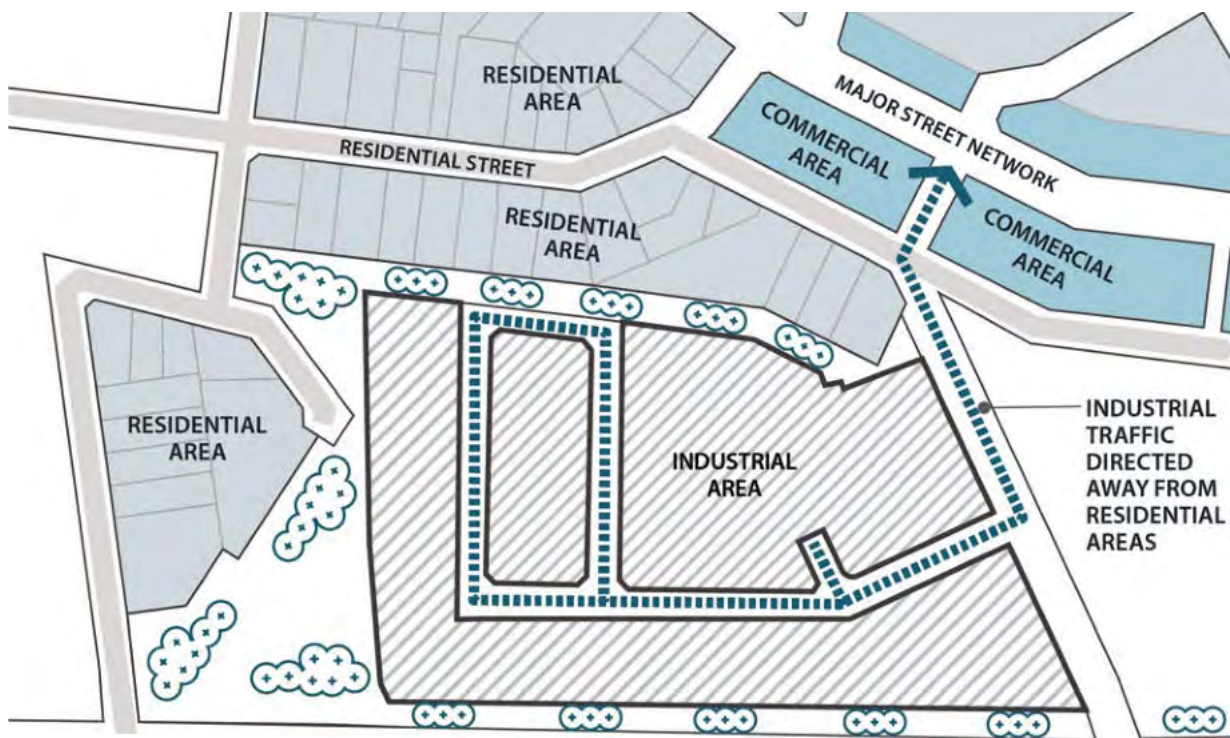 RESIDENTIAL
AREA
MAJOR STREET NETWORK
COMMERCIAL
AREA
RESIDENTIAL STREET
RESIDENTIAL
AREA
COMMERCIAL
AREA
RESIDENTIAL
AREA
INDUSTRIAL
AREA
INDUSTRIAL
TRAFFIC
DIRECTED
AWAY FROM
RESIDENTIAL
AREAS